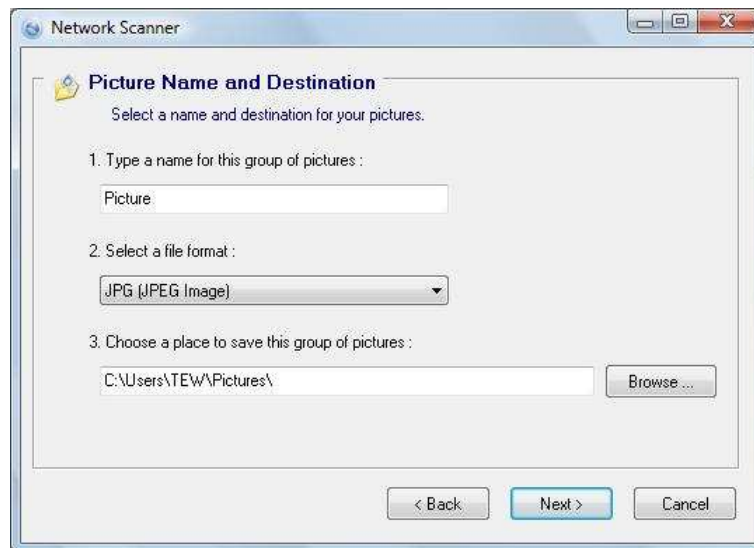 Network Scanner
Picture Name and Destination
Select a name and destination for your pictures.
1. Type a name for this group of pictures :
Picture
2. Select a file format :
JPG (JPEG Image)
3. Choose a place to save this group of pictures :
C:\Users\TEW\Pictures\
Browse ...
< Back
Next >
Cancel